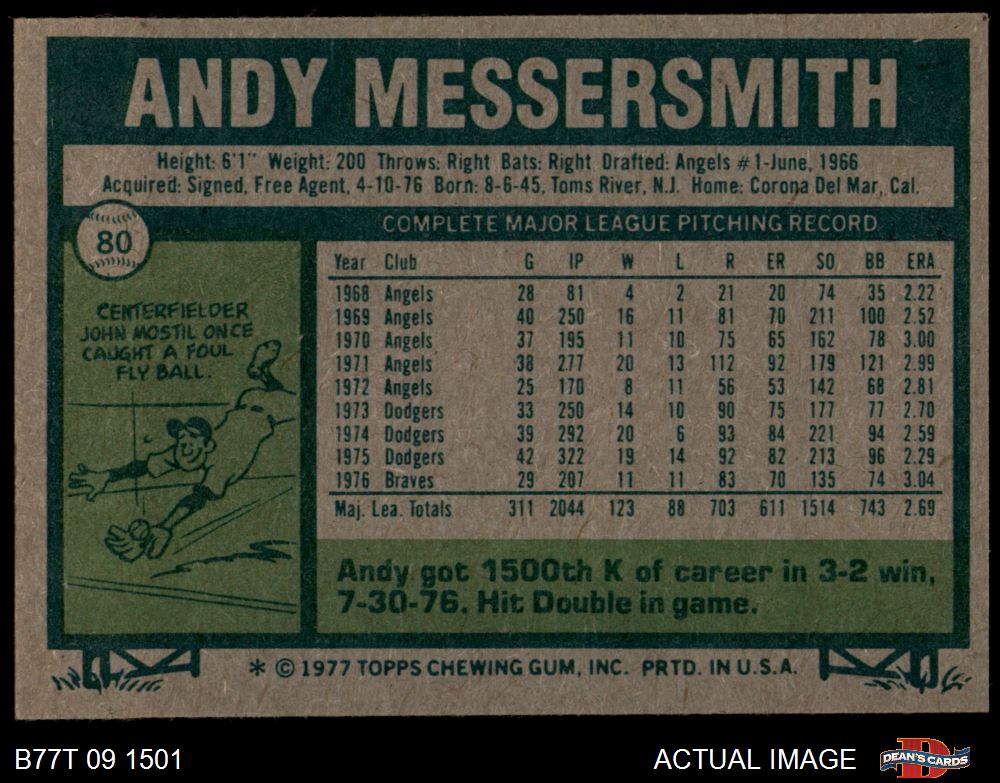 ANDY MESSERSMITH
Height: 6'1" Weight: 200 Throws: Right Bats: Right Drafted: Angels #1-June, 1966
Acquired: Signed, Free Agent, 4-10-76 Born: 8-6-45, Toms River, N.J. Home: Corona Del Mar, Cal.
80
COMPLETE MAJOR LEAGUE PITCHING RECORD
CENTERFIELDER
JOHN MOSTIL ONCE
CAUGHT A FOUL
FLY BALL.
Year Club G IP W L R ER SO BB ERA
1968 Angels 28 81 4 2 21 20 74 35 2.22
1969 Angels 40 250 16 11 81 70 211 100 2.52
1970 Angels 37 195 11 10 75 65 162 78 3.00
1971 Angels 38 277 20 13 112 92 179 121 2.99
1972 Angels 25 170 8 11 56 53 142 68 2.81
1973 Dodgers 33 250 14 10 90 75 177 77 2.70
1974 Dodgers 39 292 20 6 93 84 221 94 2.59
1975 Dodgers 42 322 19 14 92 82 213 96 2.29
1976 Braves 29 207 11 11 83 70 135 74 3.04
Maj. Lea. Totals 311 2044 123 88 703 611 1514 743 2.69
Andy got 1500th K of career in 3-2 win,
7-30-76. Hit Double in game.
* © 1977 TOPPS CHEWING GUM, INC. PRTD. IN U.S.A.
B77T 09 1501
ACTUAL IMAGE
DEAN'S CARDS